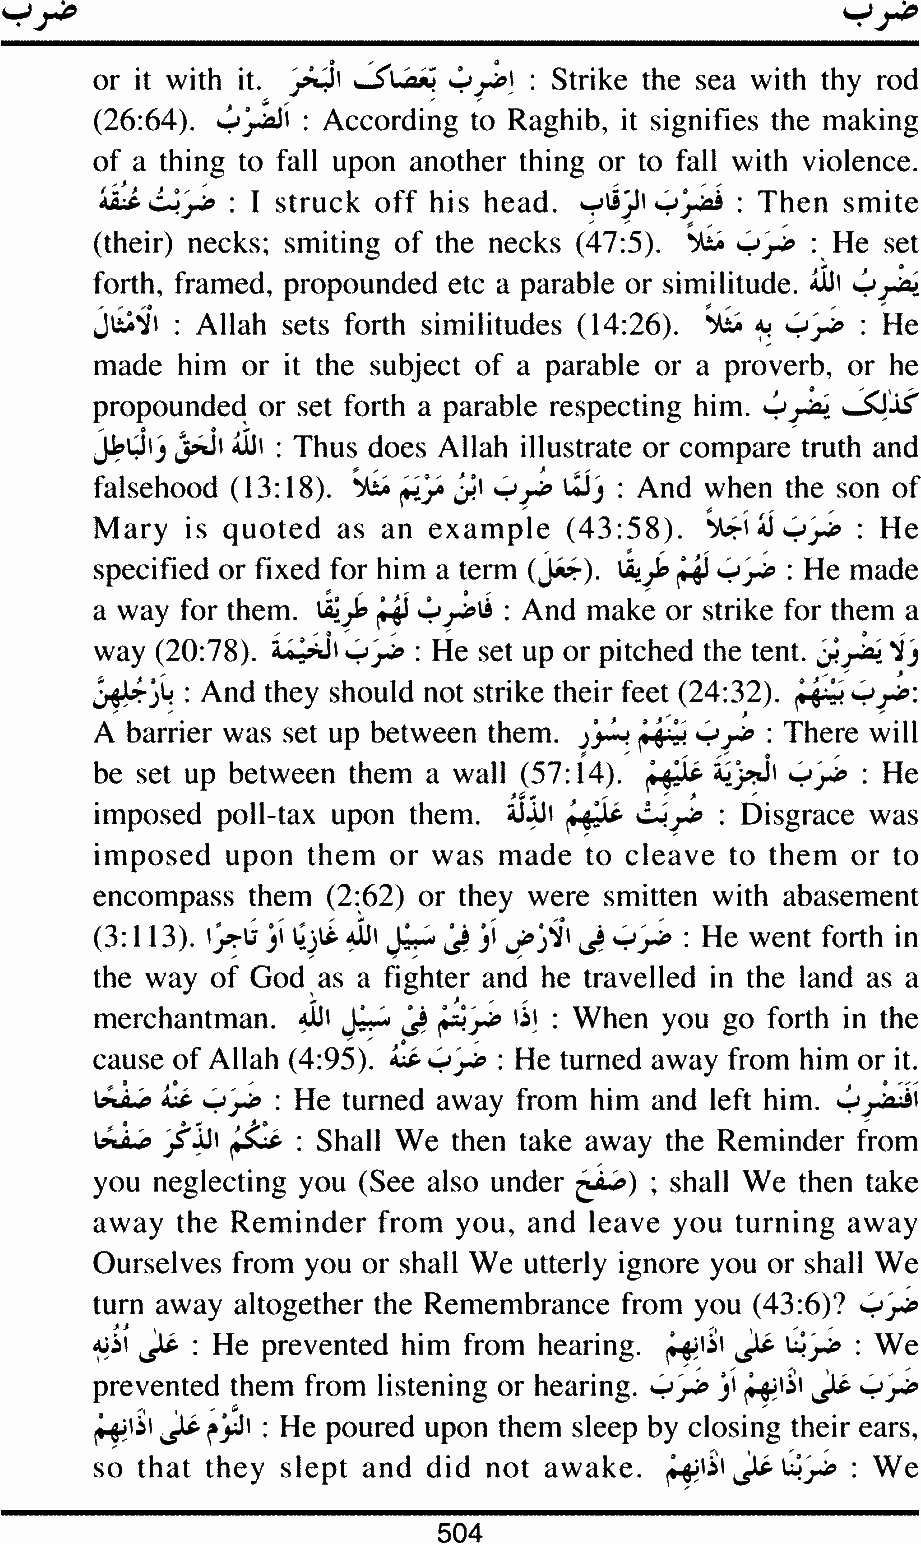 ضرب ضرب
or it with it. اِضْرِبْ بِّعَصَاکَ الْبَحْرَ : Strike the sea with thy rod
(26:64). اَلضَّرْبُ : According to Raghib, it signifies the making
of a thing to fall upon another thing or to fall with violence.
ضَرَبْتُ عُنُقَهٗ : I struck off his head. فَضَرْبَ الرِّقَابِ : Then smite
(their) necks; smiting of the necks (47:5). ضَرَبَ مَثَلاً : He set
forth, framed, propounded etc a parable or similitude. یَضْرِبُ اللّٰہُ
الْاَمْثَالَ : Allah sets forth similitudes (14:26). ضَرَبَ بِهٖ مَثَلاً : He
made him or it the subject of a parable or a proverb, or he
propounded or set forth a parable respecting him. کَذٰلِکَ یَضْرِبُ
اللّٰہُ الْحَقَّ وَالْبَاطِلَ : Thus does Allah illustrate or compare truth and
falsehood (13:18). وَلَمَّا ضُرِبَ ابْنُ مَرْیَمَ مَثَلاً : And when the son of
Mary is quoted as an example (43:58). ضَرَبَ لَهٗ اَجَلاً : He
specified or fixed for him a term (جَعَلَ). ضَرَبَ لَهُمْ طَرِیقًا : He made
a way for them. فَاضْرِبْ لَهُمْ طَرِیْقًا : And make or strike for them a
way (20:78). ضَرَبَ الْخَیْمَةَ : He set up or pitched the tent. وَلَا یَضْرِبْنَ
بِاَرْجُلِهِنَّ : And they should not strike their feet (24:32). ضُرِبَ بَیْنَهُمْ:
A barrier was set up between them. ضُرِبَ بَیْنَهُمْ بِسُوْرٍ : There will
be set up between them a wall (57:14). ضَرَبَ الْجِزْیَةَ عَلَیْهِمْ : He
imposed poll-tax upon them. ضُرِبَتْ عَلَیْهِمُ الذِّلَّةُ : Disgrace was
imposed upon them or was made to cleave to them or to
encompass them (2:62) or they were smitten with abasement
(3:113). ضَرَبَ فِی الْاَرْضِ اَوْ فِیْ سَبِیْلِ اللّٰهِ غَازِیًا اَوْ تَاجِرًا : He went forth in
the way of God as a fighter and he travelled in the land as a
merchantman. اِذَا ضَرَبْتُمْ فِیْ سَبِیْلِ اللّٰهِ : When you go forth in the
cause of Allah (4:95). ضَرَبَ عَنْهُ : He turned away from him or it.
ضَرَبَ عَنْهُ صَفْحًا : He turned away from him and left him. اَفَنَضْرِبُ
عَنْکُمُ الذِّکْرَ صَفْحًا : Shall We then take away the Reminder from
you neglecting you (See also under صَفَحَ) ; shall We then take
away the Reminder from you, and leave you turning away
Ourselves from you or shall We utterly ignore you or shall We
turn away altogether the Remembrance from you (43:6)? ضَرَبَ
عَلٰی اُذُنِهٖ : He prevented him from hearing. ضَرَبْنَا عَلٰی اٰذَانِهِمْ : We
prevented them from listening or hearing. ضَرَبَ عَلٰی اٰذَانِهِمْ اَوْ ضَرَبَ
النَّوْمَ عَلٰی اٰذَانِهِمْ : He poured upon them sleep by closing their ears,
so that they slept and did not awake. ضَرَبْنَا عَلٰی اٰذَانِهِمْ : We
504